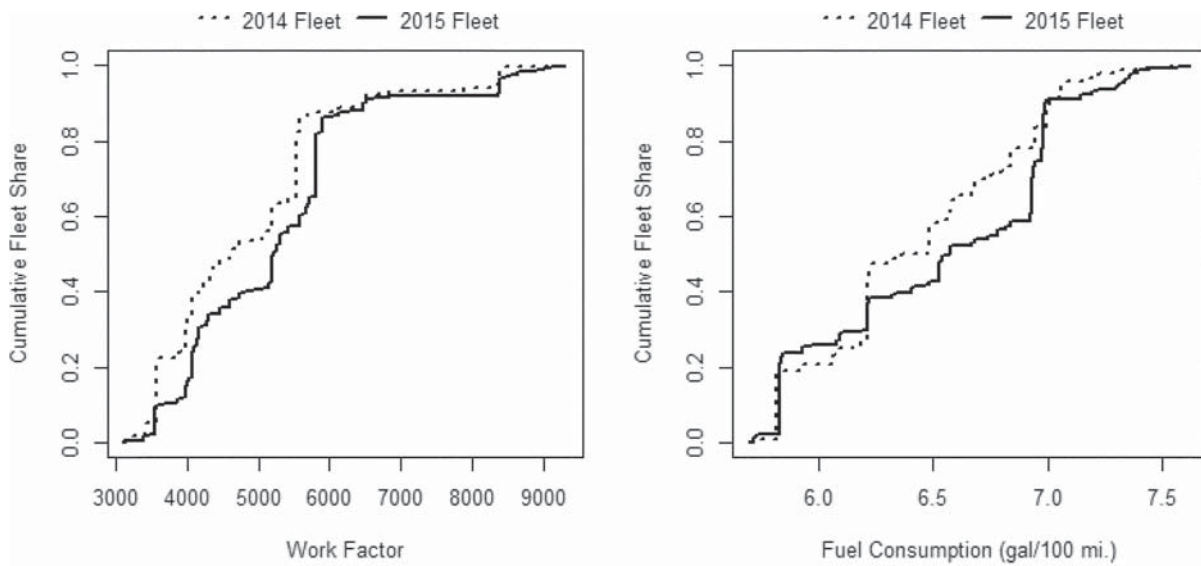 2014 Fleet 2015 Fleet
Cumulative Fleet Share
1.0
0.8
0.6
0.4
0.2
0.0
3000 4000 5000 6000 7000 8000 9000
Work Factor
2014 Fleet 2015 Fleet
Cumulative Fleet Share
1.0
0.8
0.6
0.4
0.2
0.0
6.0 6.5 7.0 7.5
Fuel Consumption (gal/100 mi.)